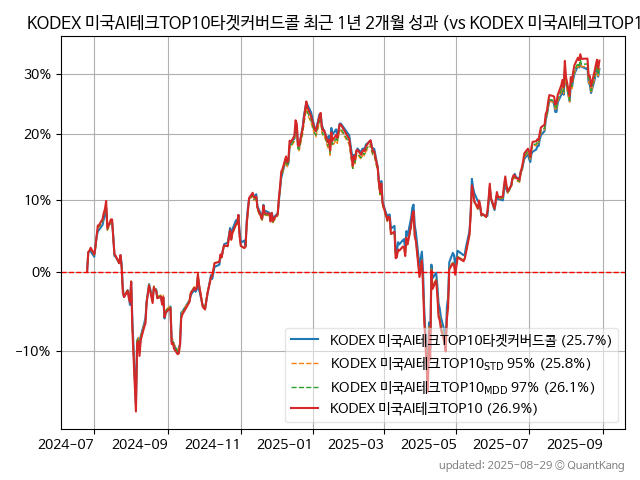 KODEX 미국AI테크TOP10타겟커버드콜 최근 1년 2개월 성과 (vs KODEX 미국AI테크TOP1
30%
20%
10%
0%
−10%
KODEX 미국AI테크TOP10타겟커버드콜 (25.7%)
KODEX 미국AI테크TOP10STD 95% (25.8%)
KODEX 미국AI테크TOP10MDD 97% (26.1%)
KODEX 미국AI테크TOP10 (26.9%)
2024-07 2024-09 2024-11 2025-01 2025-03 2025-05 2025-07 2025-09
updated: 2025-08-29 © QuantKang